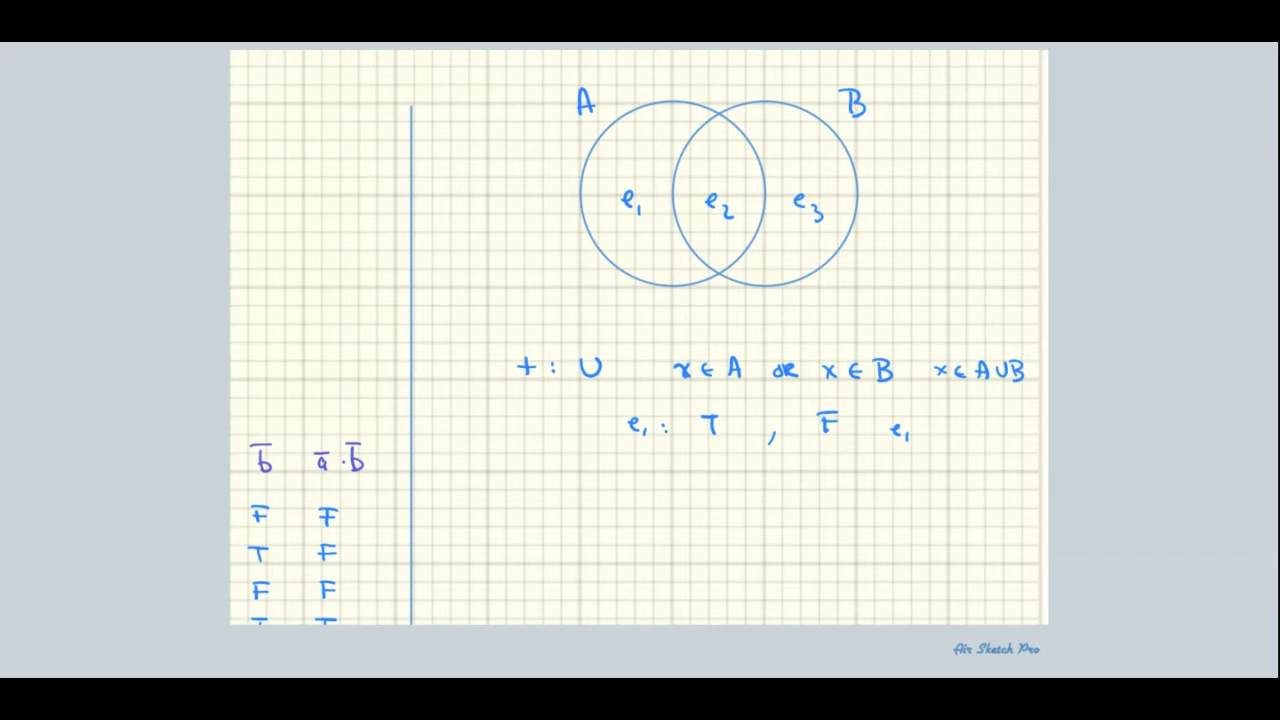 A B
e₁ e₂ e₃
+ : ∪ x ∈ A or x ∈ B x ∈ A∪B
e₁ : T , F e₁
b̅ a̅ · b̅
F F
T F
F F
T T
Air Sketch Pro